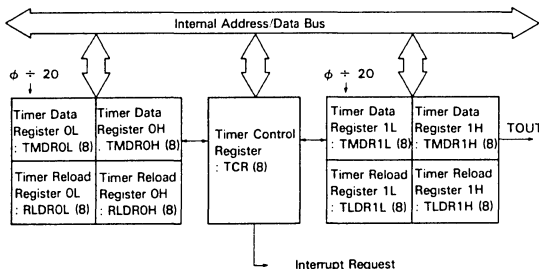 Internal Address/Data Bus
ϕ ÷ 20
ϕ ÷ 20
Timer Data
Register 0L
: TMDR0L (8)
Timer Data
Register 0H
: TMDR0H (8)
Timer Reload
Register 0L
: RLDR0L (8)
Timer Reload
Register 0H
: RLDR0H (8)
Timer Control
Register
: TCR (8)
Timer Data
Register 1L
: TMDR1L (8)
Timer Data
Register 1H
: TMDR1H (8)
Timer Reload
Register 1L
: TLDR1L (8)
Timer Reload
Register 1H
: TLDR1H (8)
TOUT
Interrupt Request